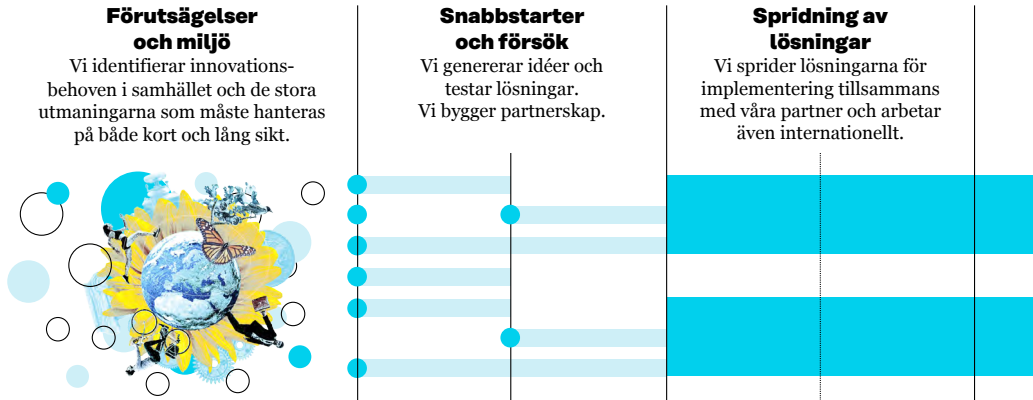 Förutsägelser
och miljö
Vi identifierar innovations-
behoven i samhället och de stora
utmaningarna som måste hanteras
på både kort och lång sikt.
Snabbstarter
och försök
Vi genererar idéer och
testar lösningar.
Vi bygger partnerskap.
Spridning av
lösningar
Vi sprider lösningarna för
implementering tillsammans
med våra partner och arbetar
även internationellt.